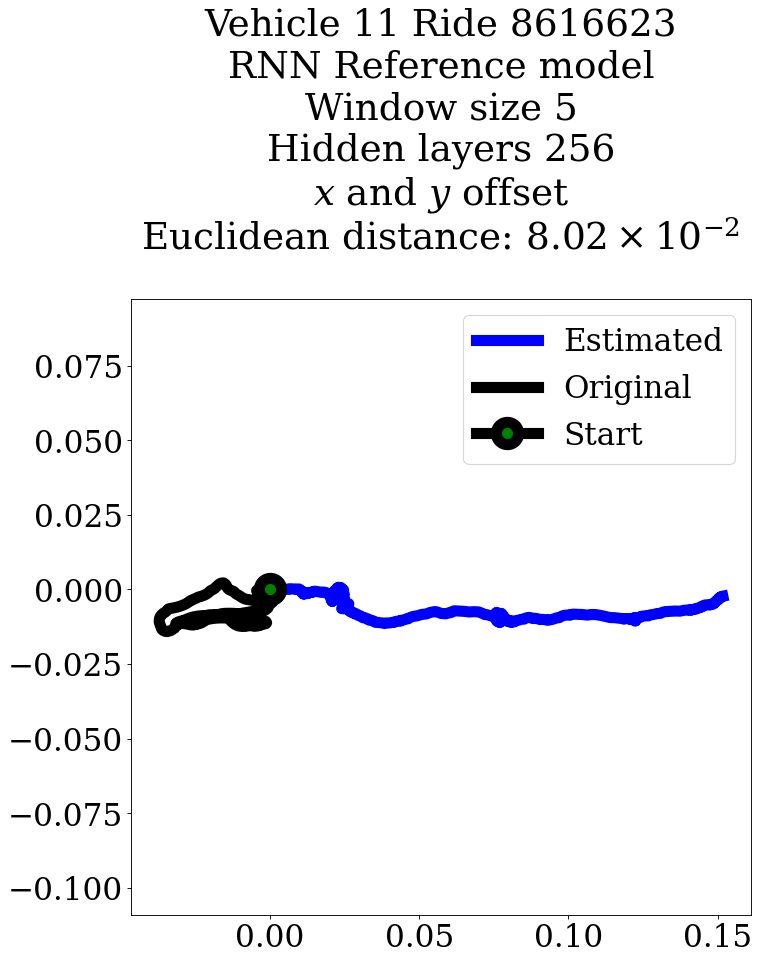 Vehicle 11 Ride 8616623
RNN Reference model
Window size 5
Hidden layers 256
x and y offset
Euclidean distance: 8.02 × 10⁻²
Estimated
Original
Start
0.075
0.050
0.025
0.000
−0.025
−0.050
−0.075
−0.100
0.00 0.05 0.10 0.15